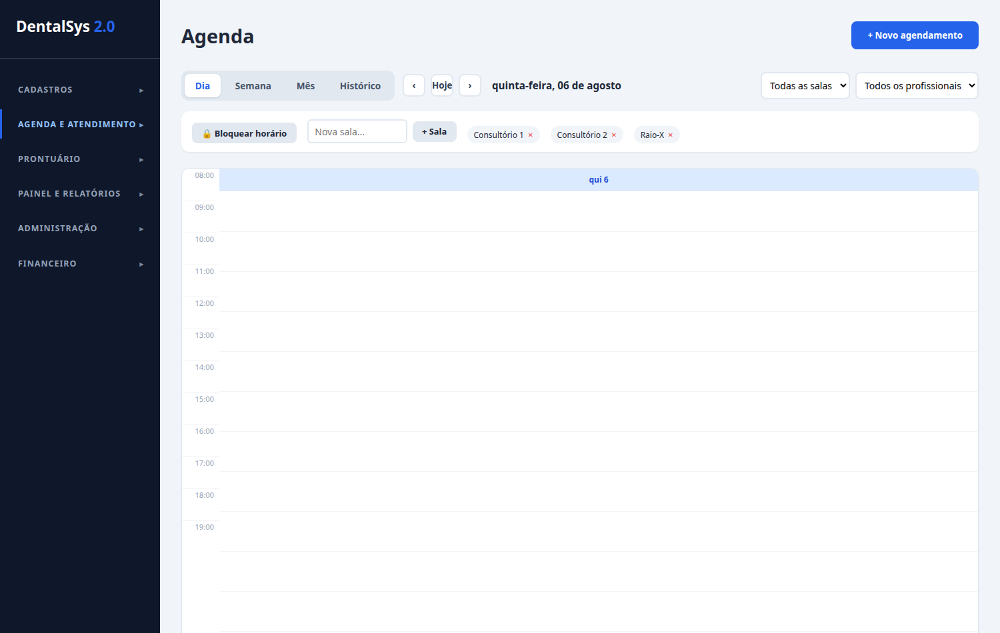 DentalSys 2.0
CADASTROS ▸
AGENDA E ATENDIMENTO ▸
PRONTUÁRIO ▸
PAINEL E RELATÓRIOS ▸
ADMINISTRAÇÃO ▸
FINANCEIRO ▸
Agenda
+ Novo agendamento
Dia Semana Mês Histórico ‹ Hoje › quinta-feira, 06 de agosto Todas as salas Todos os profissionais
🔒 Bloquear horário Nova sala... + Sala Consultório 1 × Consultório 2 × Raio-X ×
qui 6
08:00
09:00
10:00
11:00
12:00
13:00
14:00
15:00
16:00
17:00
18:00
19:00